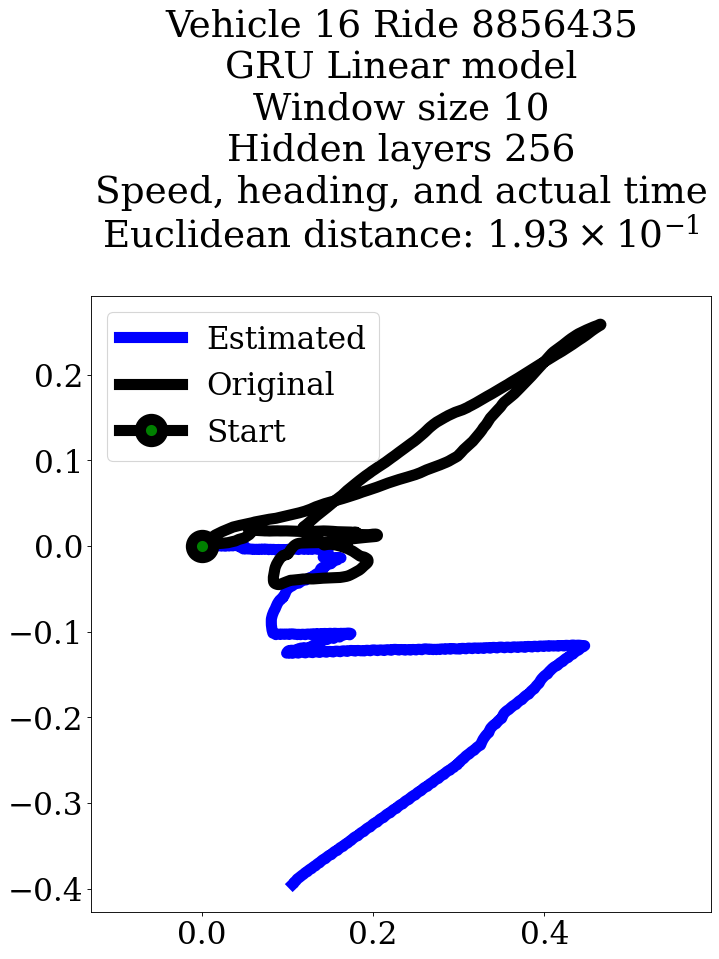 Vehicle 16 Ride 8856435
GRU Linear model
Window size 10
Hidden layers 256
Speed, heading, and actual time
Euclidean distance: 1.93 × 10⁻¹
Estimated
Original
Start
0.2
0.1
0.0
−0.1
−0.2
−0.3
−0.4
0.0 0.2 0.4